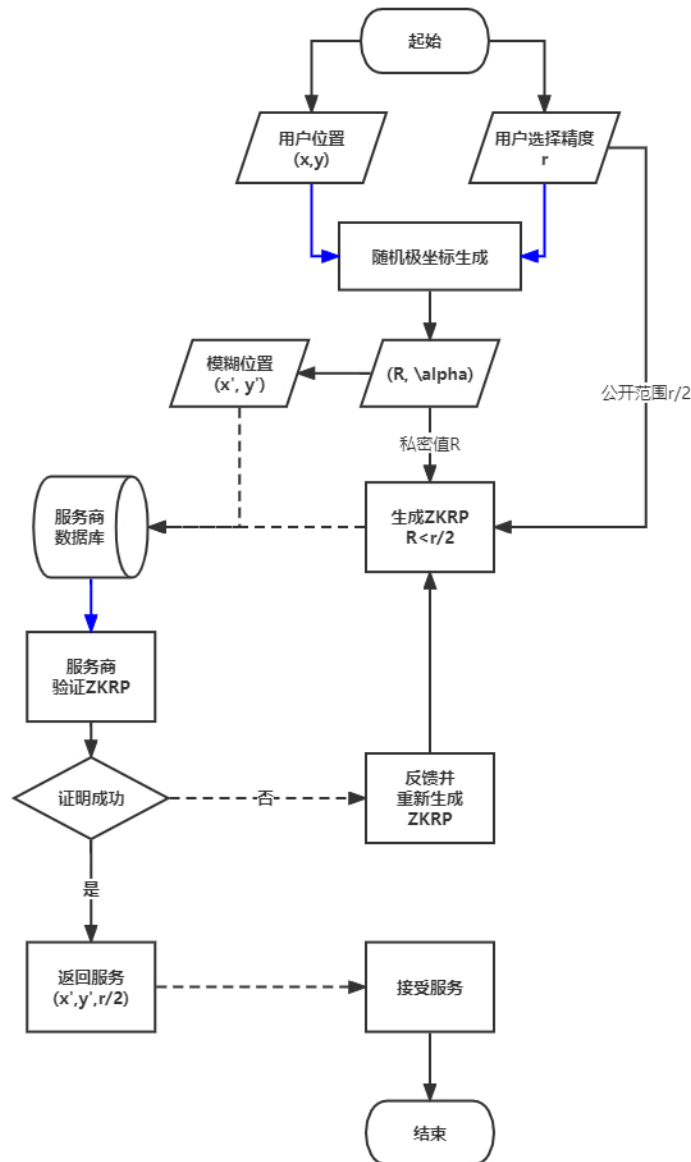 起始
用户位置
(x,y)
用户选择精度
r
随机极坐标生成
模糊位置
(x', y')
(R, \alpha)
公开范围r/2
私密值R
服务商
数据库
生成ZKRP
R<r/2
服务商
验证ZKRP
证明成功
否
反馈并
重新生成
ZKRP
是
返回服务
(x',y',r/2)
接受服务
结束